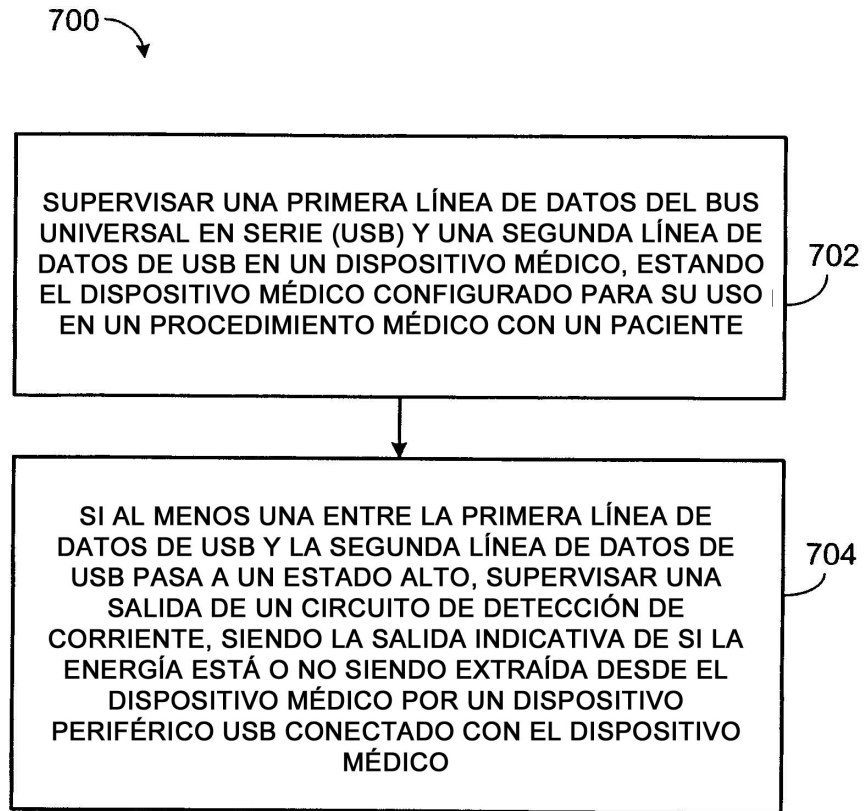 700
SUPERVISAR UNA PRIMERA LÍNEA DE DATOS DEL BUS
UNIVERSAL EN SERIE (USB) Y UNA SEGUNDA LÍNEA DE
DATOS DE USB EN UN DISPOSITIVO MÉDICO, ESTANDO
EL DISPOSITIVO MÉDICO CONFIGURADO PARA SU USO
EN UN PROCEDIMIENTO MÉDICO CON UN PACIENTE
702
SI AL MENOS UNA ENTRE LA PRIMERA LÍNEA DE
DATOS DE USB Y LA SEGUNDA LÍNEA DE DATOS DE
USB PASA A UN ESTADO ALTO, SUPERVISAR UNA
SALIDA DE UN CIRCUITO DE DETECCIÓN DE
CORRIENTE, SIENDO LA SALIDA INDICATIVA DE SI LA
ENERGÍA ESTÁ O NO SIENDO EXTRAÍDA DESDE EL
DISPOSITIVO MÉDICO POR UN DISPOSITIVO
PERIFÉRICO USB CONECTADO CON EL DISPOSITIVO
MÉDICO
704